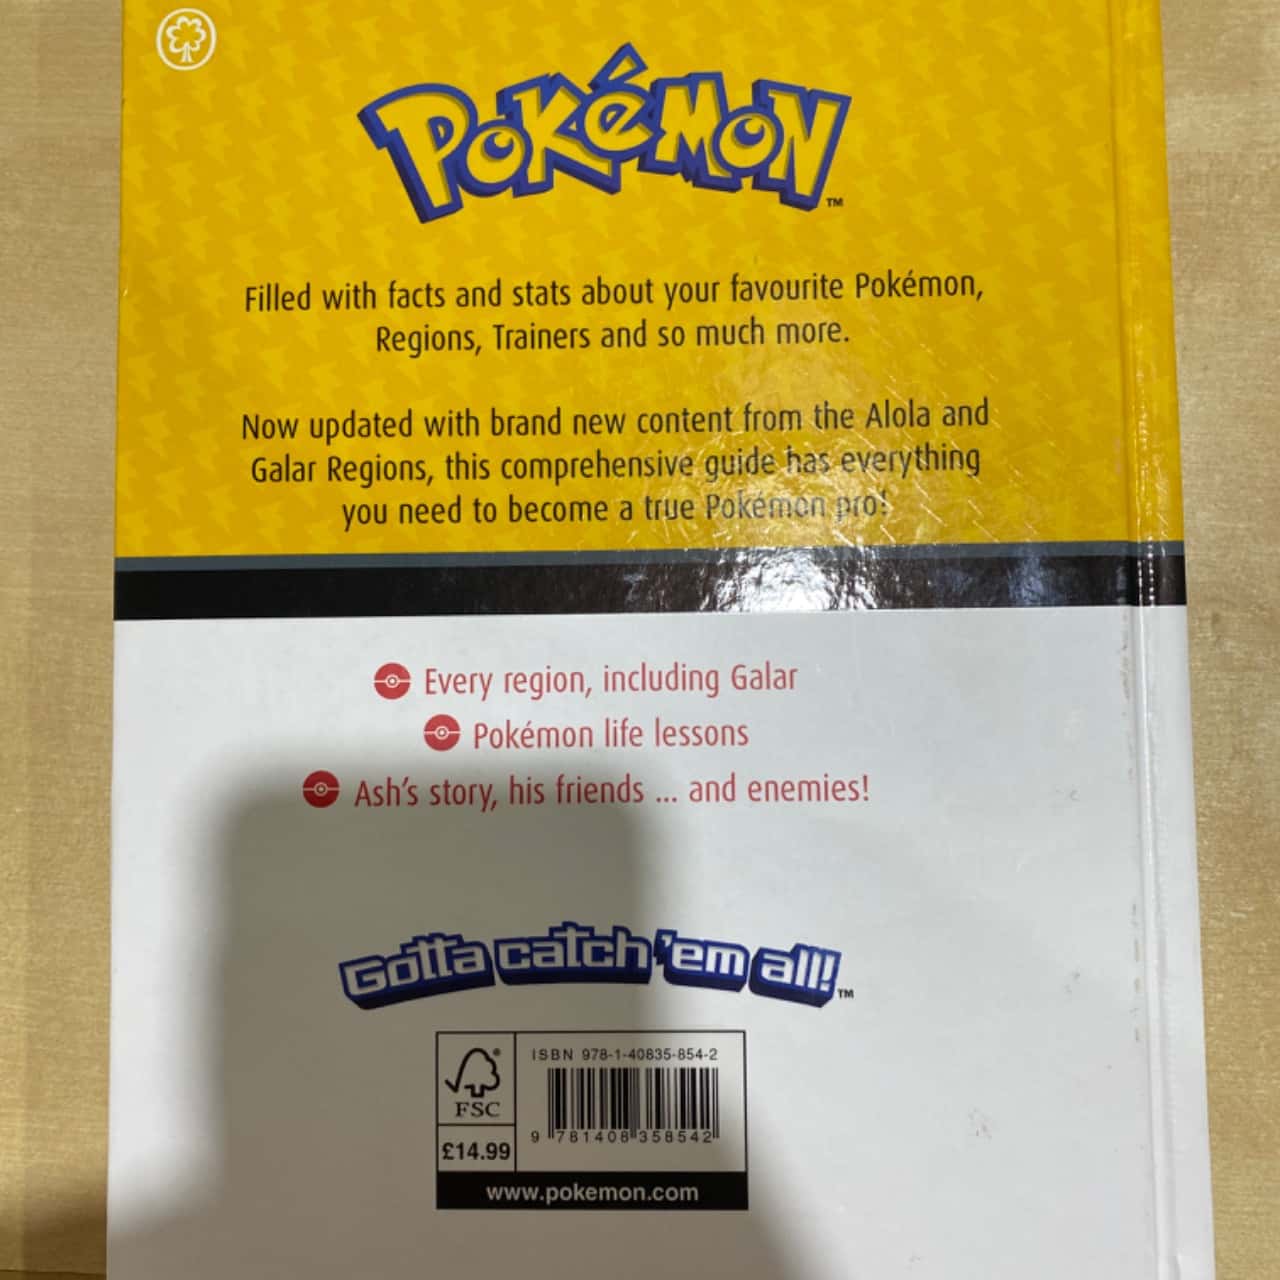 POKéMON™
Filled with facts and stats about your favourite Pokémon,
Regions, Trainers and so much more.
Now updated with brand new content from the Alola and
Galar Regions, this comprehensive guide has everything
you need to become a true Pokémon pro!
Every region, including Galar
Pokémon life lessons
Ash's story, his friends ... and enemies!
Gotta catch 'em all!™
ISBN 978-1-40835-854-2
FSC®
9 781408 358542
£14.99
www.pokemon.com